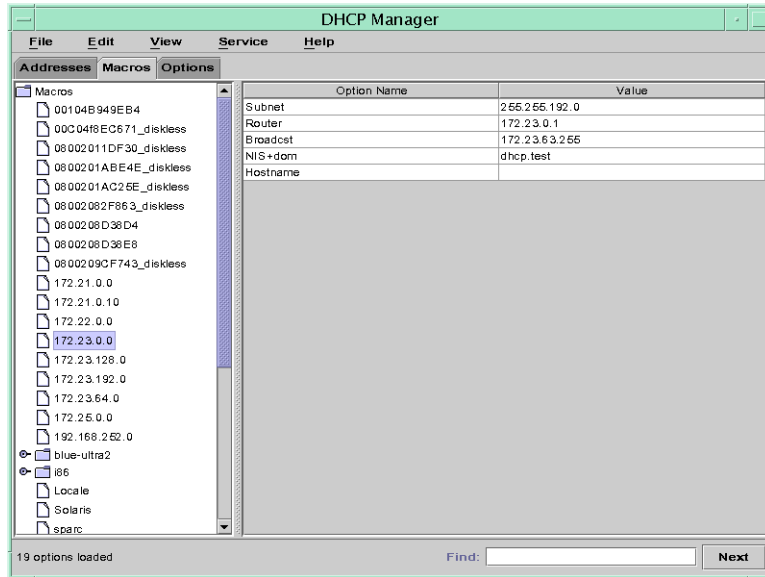 DHCP Manager
File Edit View Service Help
Addresses Macros Options
Macros
00104B949EB4
00C04f8EC671_diskless
08002011DF30_diskless
0800201ABE4E_diskless
0800201AC25E_diskless
08002082F863_diskless
0800208D38D4
0800208D38E8
0800209CF743_diskless
172.21.0.0
172.21.0.10
172.22.0.0
172.23.0.0
172.23.128.0
172.23.192.0
172.23.64.0
172.25.0.0
192.168.252.0
blue-ultra2
i86
Locale
Solaris
sparc
Option Name Value
Subnet 255.255.192.0
Router 172.23.0.1
Broadcst 172.23.63.255
NIS+dom dhcp.test
Hostname
19 options loaded
Find: Next